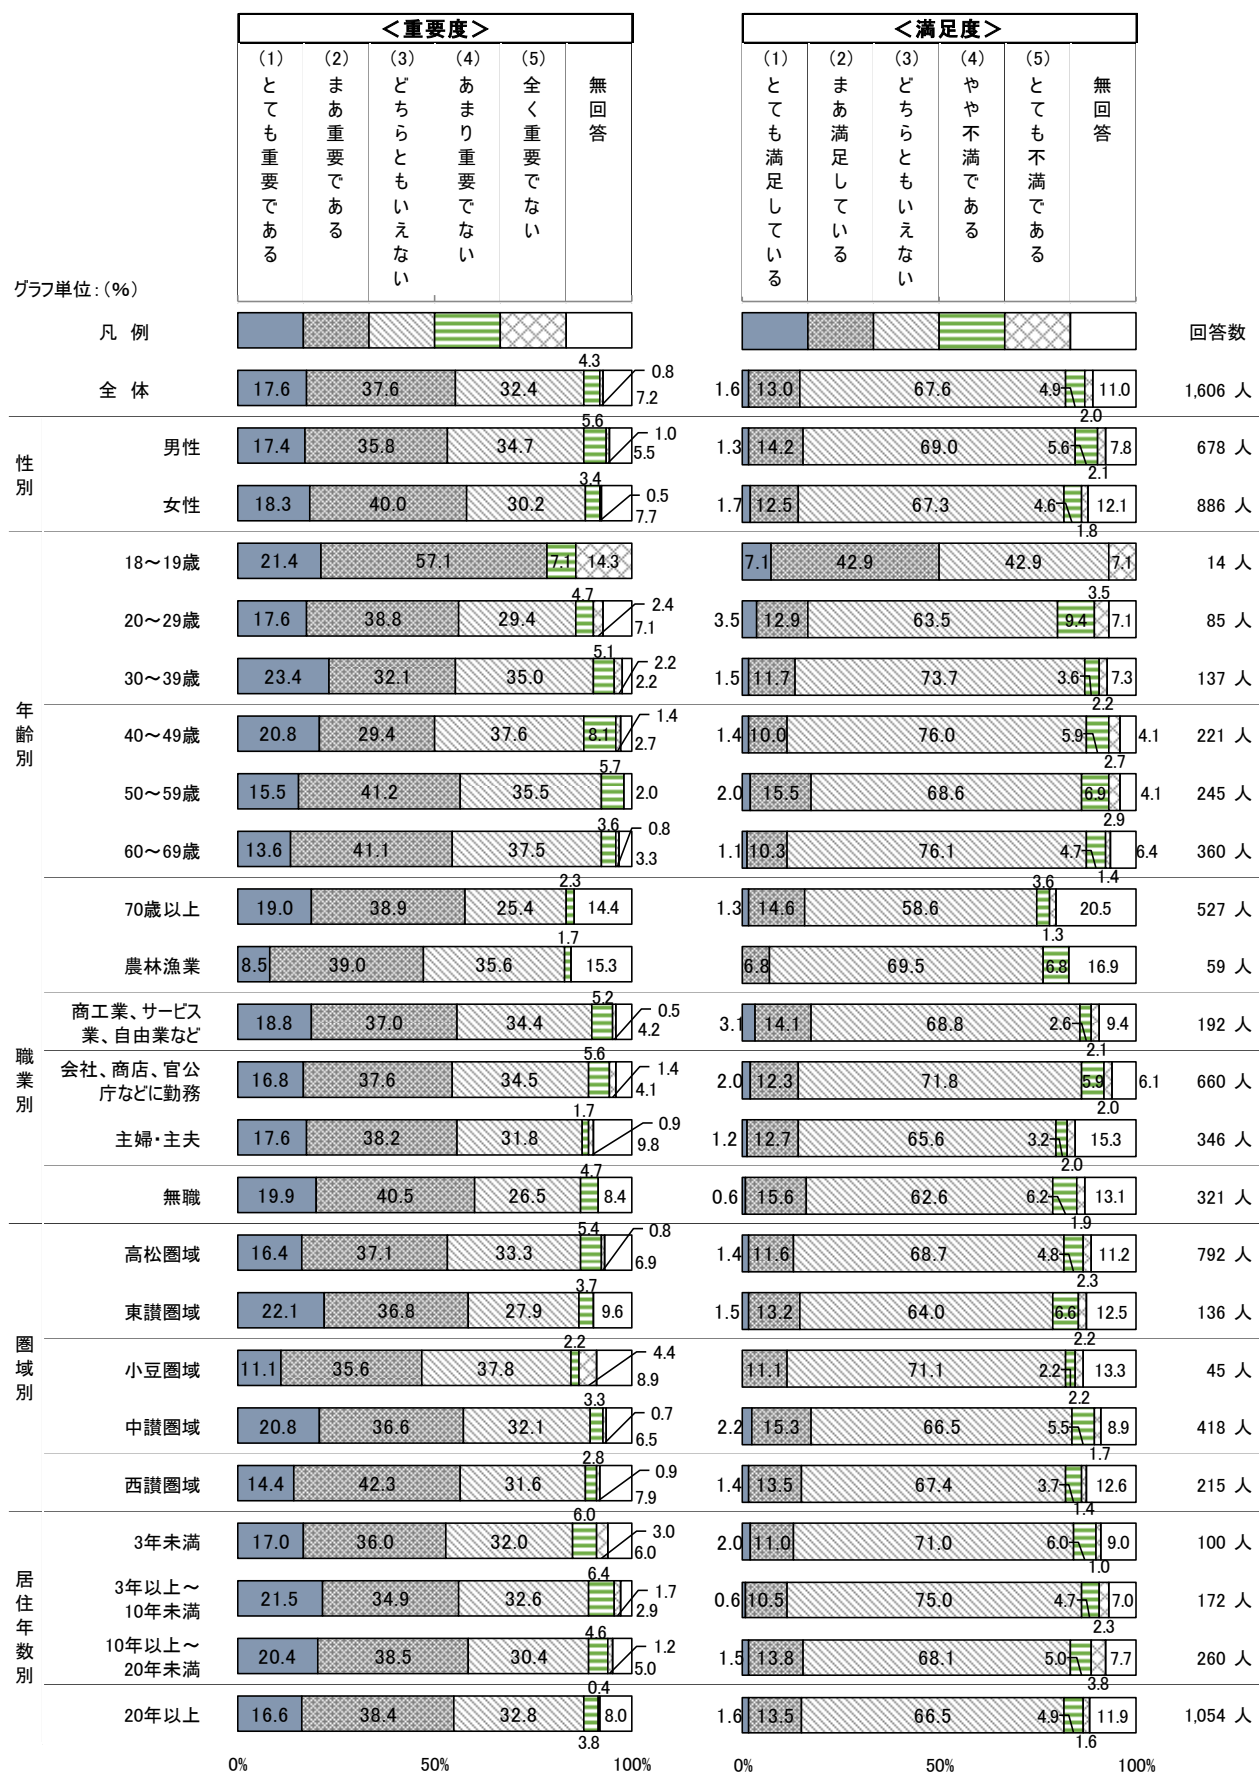 ＜重要度＞ ＜満足度＞
(1) とても重要である
(2) まあ重要である
(3) どちらともいえない
(4) あまり重要でない
(5) 全く重要でない
無回答
(1) とても満足している
(2) まあ満足している
(3) どちらともいえない
(4) やや不満である
(5) とても不満である
無回答
グラフ単位：（％）
凡 例 回答数
全 体 17.6 37.6 32.4 4.3 0.8 7.2 1.6 13.0 67.6 4.9 2.0 11.0 1,606 人
性別
男性 17.4 35.8 34.7 5.6 1.0 5.5 1.3 14.2 69.0 5.6 2.1 7.8 678 人
女性 18.3 40.0 30.2 3.4 0.5 7.7 1.7 12.5 67.3 4.6 1.8 12.1 886 人
年齢別
18～19歳 21.4 57.1 7.1 14.3 7.1 42.9 42.9 7.1 14 人
20～29歳 17.6 38.8 29.4 4.7 2.4 7.1 3.5 12.9 63.5 9.4 3.5 7.1 85 人
30～39歳 23.4 32.1 35.0 5.1 2.2 2.2 1.5 11.7 73.7 3.6 2.2 7.3 137 人
40～49歳 20.8 29.4 37.6 8.1 1.4 2.7 1.4 10.0 76.0 5.9 2.7 4.1 221 人
50～59歳 15.5 41.2 35.5 5.7 2.0 2.0 15.5 68.6 6.9 2.9 4.1 245 人
60～69歳 13.6 41.1 37.5 3.6 0.8 3.3 1.1 10.3 76.1 4.7 1.4 6.4 360 人
70歳以上 19.0 38.9 25.4 2.3 14.4 1.3 14.6 58.6 3.6 1.3 20.5 527 人
職業別
農林漁業 8.5 39.0 35.6 1.7 15.3 6.8 69.5 6.8 16.9 59 人
商工業、サービス
業、自由業など 18.8 37.0 34.4 5.2 0.5 4.2 3.1 14.1 68.8 2.6 2.1 9.4 192 人
会社、商店、官公
庁などに勤務 16.8 37.6 34.5 5.6 1.4 4.1 2.0 12.3 71.8 5.9 2.0 6.1 660 人
主婦・主夫 17.6 38.2 31.8 1.7 0.9 9.8 1.2 12.7 65.6 3.2 2.0 15.3 346 人
無職 19.9 40.5 26.5 4.7 8.4 0.6 15.6 62.6 6.2 1.9 13.1 321 人
圏域別
高松圏域 16.4 37.1 33.3 5.4 0.8 6.9 1.4 11.6 68.7 4.8 2.3 11.2 792 人
東讃圏域 22.1 36.8 27.9 3.7 9.6 1.5 13.2 64.0 6.6 2.2 12.5 136 人
小豆圏域 11.1 35.6 37.8 2.2 4.4 8.9 11.1 71.1 2.2 2.2 13.3 45 人
中讃圏域 20.8 36.6 32.1 3.3 0.7 6.5 2.2 15.3 66.5 5.5 1.7 8.9 418 人
西讃圏域 14.4 42.3 31.6 2.8 0.9 7.9 1.4 13.5 67.4 3.7 1.4 12.6 215 人
居住年数別
3年未満 17.0 36.0 32.0 6.0 3.0 6.0 2.0 11.0 71.0 6.0 1.0 9.0 100 人
3年以上～
10年未満 21.5 34.9 32.6 6.4 1.7 2.9 0.6 10.5 75.0 4.7 2.3 7.0 172 人
10年以上～
20年未満 20.4 38.5 30.4 4.6 1.2 5.0 1.5 13.8 68.1 5.0 3.8 7.7 260 人
20年以上 16.6 38.4 32.8 3.8 0.4 8.0 1.6 13.5 66.5 4.9 1.6 11.9 1,054 人
0% 50% 100% 0% 50% 100%